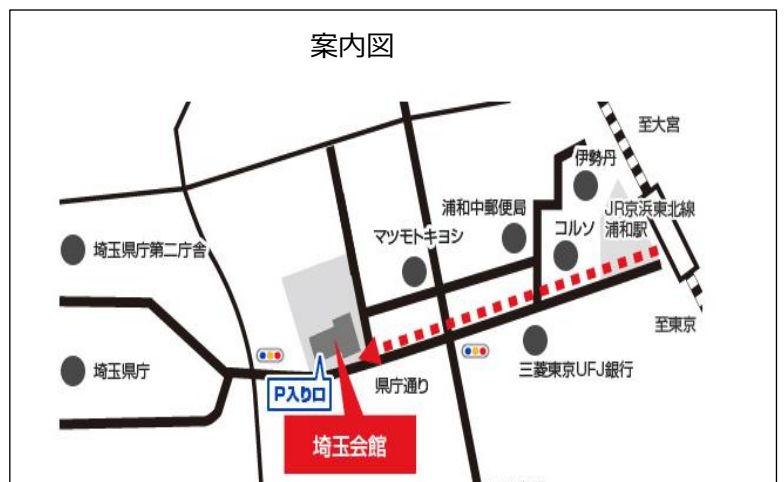 案内図
至大宮
伊勢丹
浦和中郵便局
JR京浜東北線
浦和駅
コルソ
マツモトキヨシ
埼玉県庁第二庁舎
至東京
三菱東京UFJ銀行
埼玉県庁
県庁通り
P入り口
埼玉会館